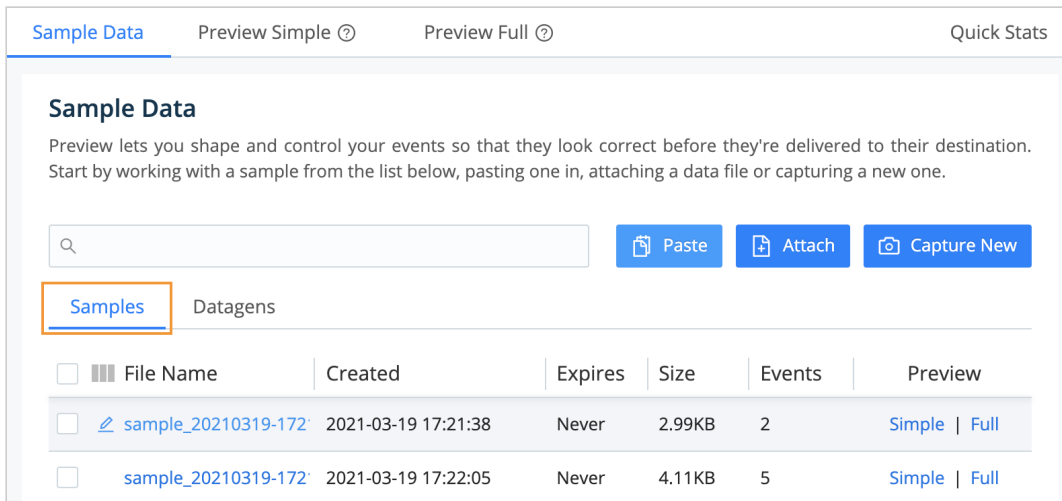 Sample Data Preview Simple Preview Full Quick Stats
Sample Data
Preview lets you shape and control your events so that they look correct before they're delivered to their destination.
Start by working with a sample from the list below, pasting one in, attaching a data file or capturing a new one.
Paste Attach Capture New
Samples Datagens
File Name Created Expires Size Events Preview
sample_20210319-172 2021-03-19 17:21:38 Never 2.99KB 2 Simple | Full
sample_20210319-172 2021-03-19 17:22:05 Never 4.11KB 5 Simple | Full